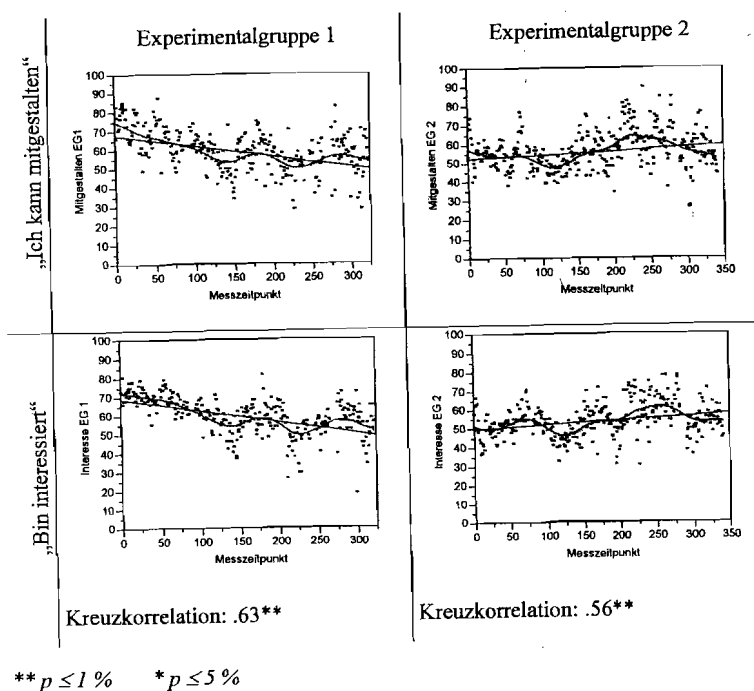 Experimentalgruppe 1
Experimentalgruppe 2
„Ich kann mitgestalten“
Mitgestalten EG1
100
90
80
70
60
50
40
30
20
10
0
0 50 100 150 200 250 300
Messzeitpunkt
Mitgestalten EG 2
100
90
80
70
60
50
40
30
20
10
0
0 50 100 150 200 250 300 350
Messzeitpunkt
„Bin interessiert“
Interesse EG 1
100
90
80
70
60
50
40
30
20
10
0
0 50 100 150 200 250 300
Messzeitpunkt
Interesse EG 2
100
90
80
70
60
50
40
30
20
10
0
0 50 100 150 200 250 300 350
Messzeitpunkt
Kreuzkorrelation: .63**
Kreuzkorrelation: .56**
** p ≤ 1 % * p ≤ 5 %